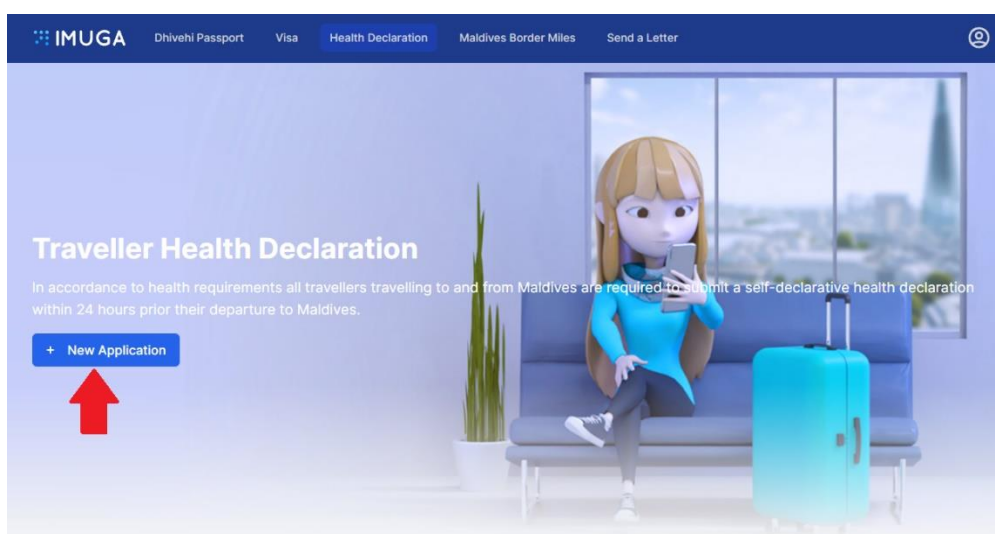 IMUGA Dhivehi Passport Visa Health Declaration Maldives Border Miles Send a Letter
Traveller Health Declaration
In accordance to health requirements all travellers travelling to and from Maldives are required to submit a self-declarative health declaration
within 24 hours prior their departure to Maldives.
+ New Application